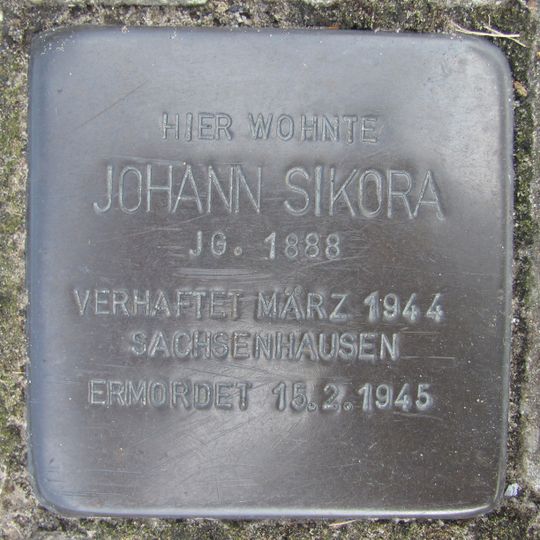 HIER WOHNTE
JOHANN SIKORA
JG. 1888
VERHAFTET MÄRZ 1944
SACHSENHAUSEN
ERMORDET 15.2.1945